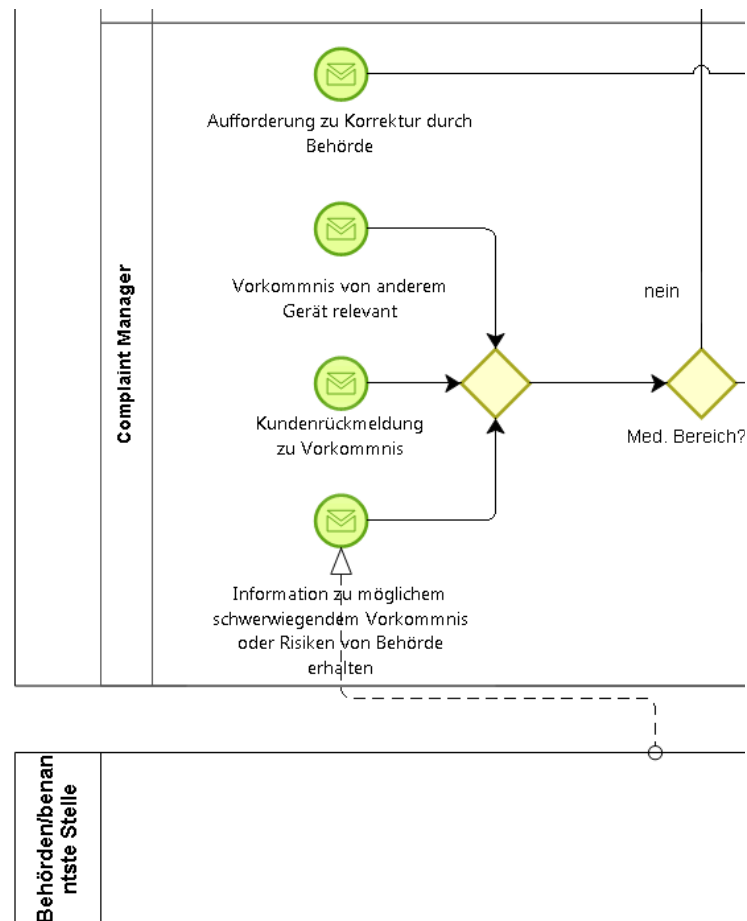 Aufforderung zu Korrektur durch
Behörde
Vorkommnis von anderem
Gerät relevant
nein
Complaint Manager
Kundenrückmeldung
zu Vorkommnis
Med. Bereich?
Information zu möglichem
schwerwiegendem Vorkommnis
oder Risiken von Behörde
erhalten
Behörden/benan
ntste Stelle